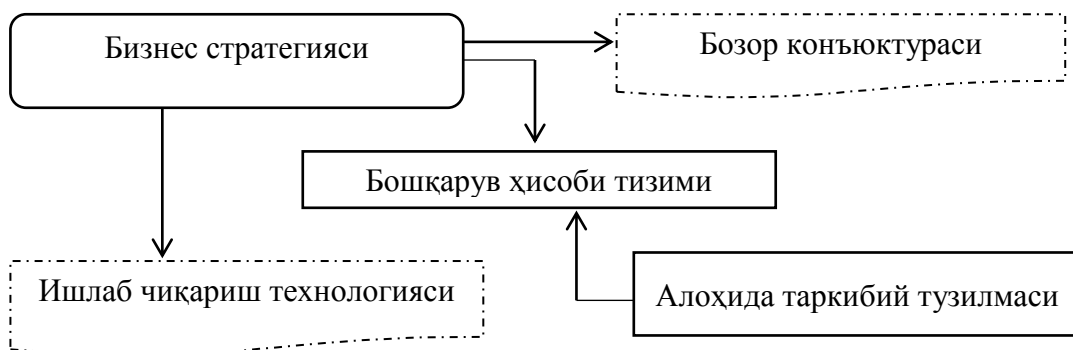 Бизнес стратегияси
Бозор конъюктураси
Бошқарув ҳисоби тизими
Ишлаб чиқариш технологияси
Алоҳида таркибий тузилмаси